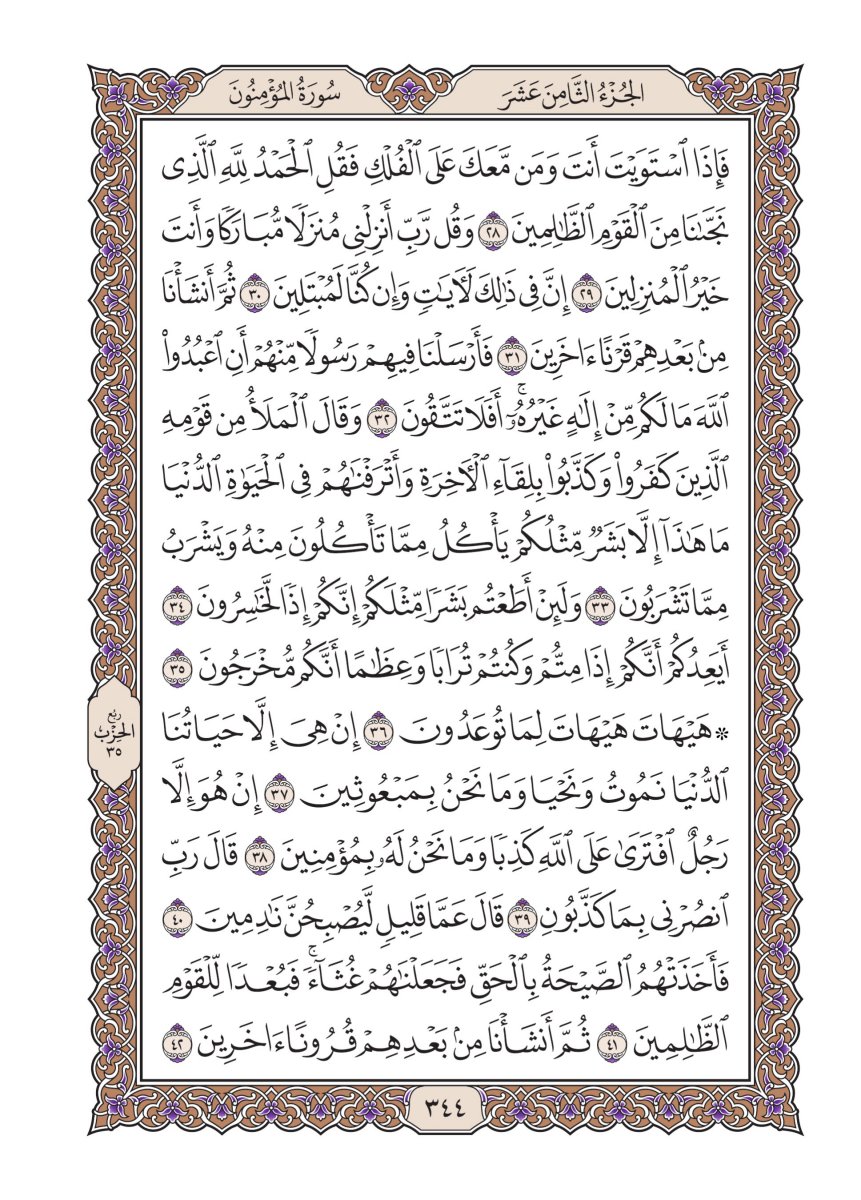 الجُزْءُ الثَّامِنَ عَشَرَ
سُورَةُ المُؤْمِنُونَ
فَإِذَا ٱسْتَوَيْتَ أَنتَ وَمَن مَّعَكَ عَلَى ٱلْفُلْكِ فَقُلِ ٱلْحَمْدُ لِلَّهِ ٱلَّذِى
نَجَّىٰنَا مِنَ ٱلْقَوْمِ ٱلظَّٰلِمِينَ ٢٨ وَقُل رَّبِّ أَنزِلْنِى مُنزَلًا مُّبَارَكًا وَأَنتَ
خَيْرُ ٱلْمُنزِلِينَ ٢٩ إِنَّ فِى ذَٰلِكَ لَءَايَٰتٍ وَإِن كُنَّا لَمُبْتَلِينَ ٣٠ ثُمَّ أَنشَأْنَا
مِنۢ بَعْدِهِمْ قَرْنًا ءَاخَرِينَ ٣١ فَأَرْسَلْنَا فِيهِمْ رَسُولًا مِّنْهُمْ أَنِ ٱعْبُدُوا۟
ٱللَّهَ مَا لَكُم مِّنْ إِلَٰهٍ غَيْرُهُۥٓ ۚ أَفَلَا تَتَّقُونَ ٣٢ وَقَالَ ٱلْمَلَأُ مِن قَوْمِهِ
ٱلَّذِينَ كَفَرُوا۟ وَكَذَّبُوا۟ بِلِقَآءِ ٱلْءَاخِرَةِ وَأَتْرَفْنَٰهُمْ فِى ٱلْحَيَوٰةِ ٱلدُّنْيَا
مَا هَٰذَآ إِلَّا بَشَرٌ مِّثْلُكُمْ يَأْكُلُ مِمَّا تَأْكُلُونَ مِنْهُ وَيَشْرَبُ
مِمَّا تَشْرَبُونَ ٣٣ وَلَئِنْ أَطَعْتُم بَشَرًا مِّثْلَكُمْ إِنَّكُمْ إِذًا لَّخَٰسِرُونَ ٣٤
أَيَعِدُكُمْ أَنَّكُمْ إِذَا مِتُّمْ وَكُنتُمْ تُرَابًا وَعِظَٰمًا أَنَّكُم مُّخْرَجُونَ ٣٥
* هَيْهَاتَ هَيْهَاتَ لِمَا تُوعَدُونَ ٣٦ إِنْ هِىَ إِلَّا حَيَاتُنَا
ٱلدُّنْيَا نَمُوتُ وَنَحْيَا وَمَا نَحْنُ بِمَبْعُوثِينَ ٣٧ إِنْ هُوَ إِلَّا
رَجُلٌ ٱفْتَرَىٰ عَلَى ٱللَّهِ كَذِبًا وَمَا نَحْنُ لَهُۥ بِمُؤْمِنِينَ ٣٨ قَالَ رَبِّ
ٱنصُرْنِى بِمَا كَذَّبُونِ ٣٩ قَالَ عَمَّا قَلِيلٍ لَّيُصْبِحُنَّ نَٰدِمِينَ ٤٠
فَأَخَذَتْهُمُ ٱلصَّيْحَةُ بِٱلْحَقِّ فَجَعَلْنَٰهُمْ غُثَآءً ۚ فَبُعْدًا لِّلْقَوْمِ
ٱلظَّٰلِمِينَ ٤١ ثُمَّ أَنشَأْنَا مِنۢ بَعْدِهِمْ قُرُونًا ءَاخَرِينَ ٤٢
رُبْع
الحِزْب
٣٥
٣٤٤